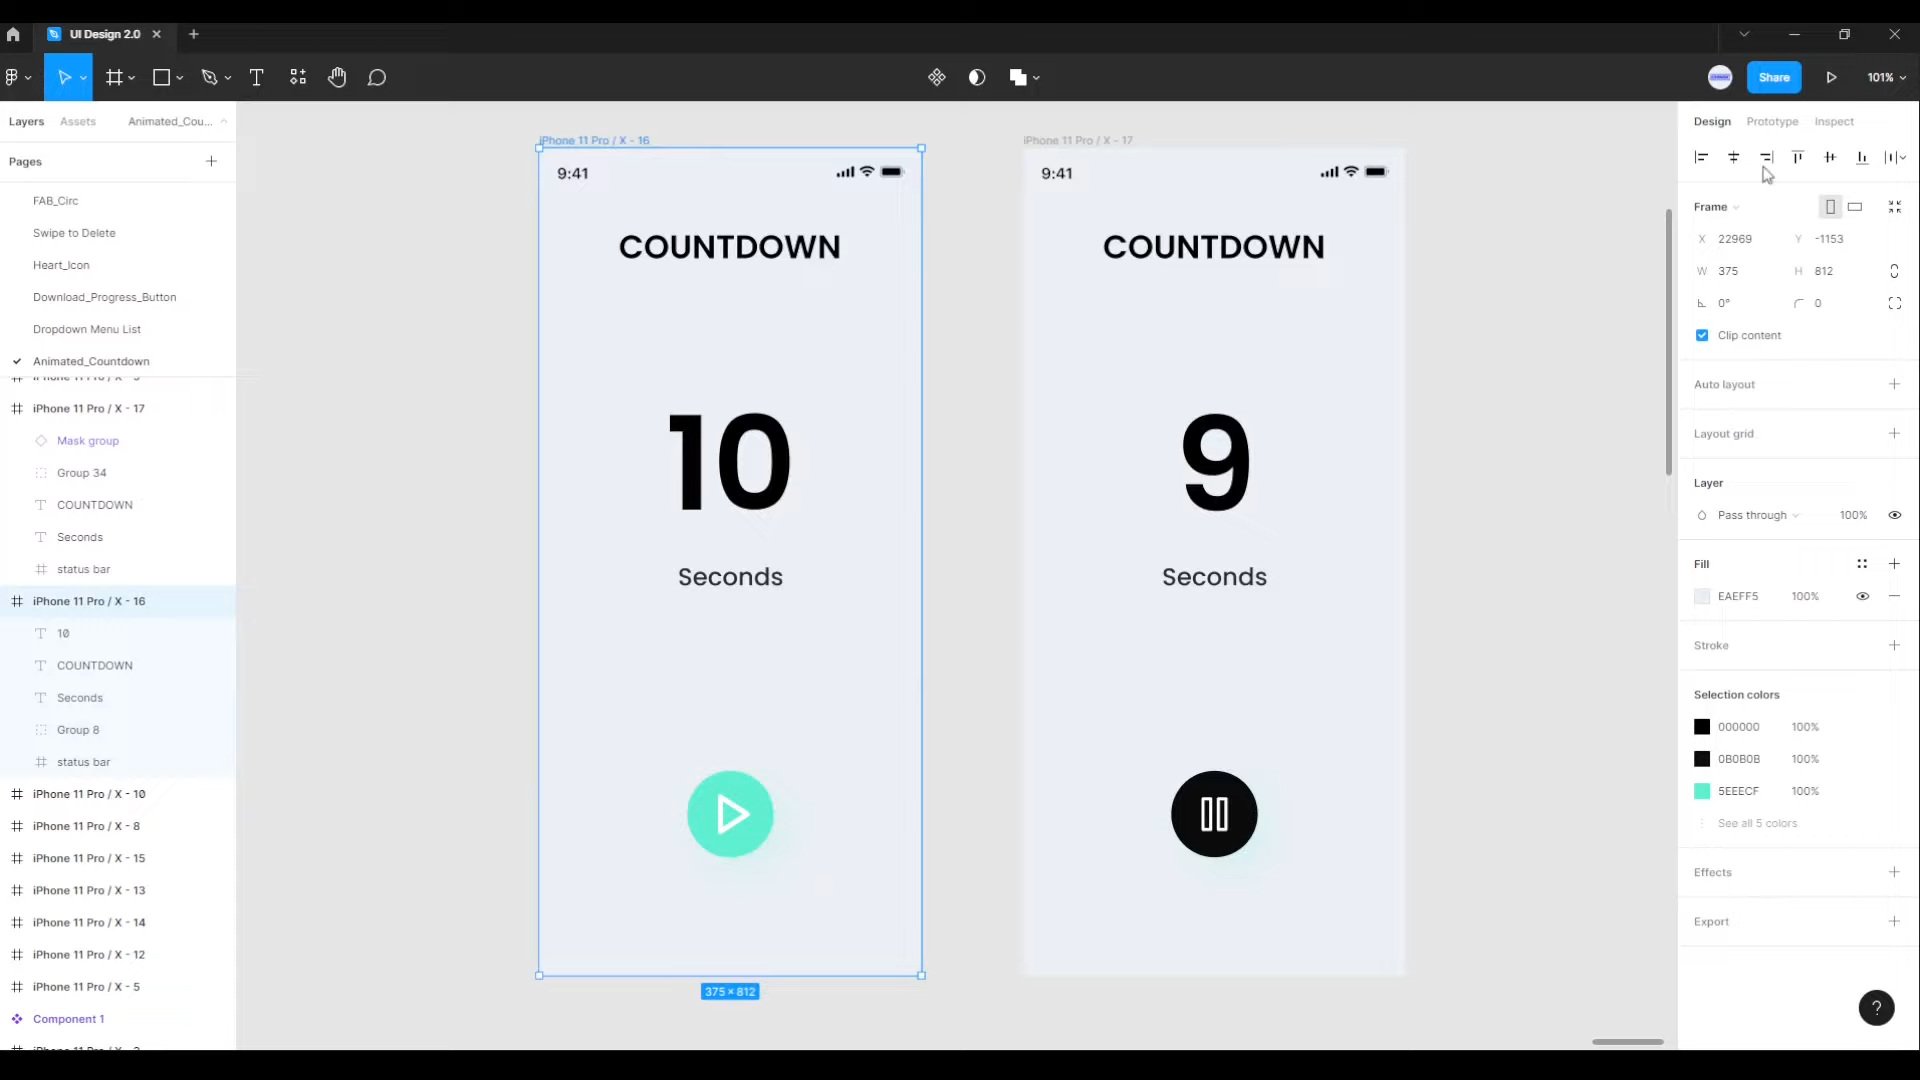 UI Design 2.0
Share
101%
Layers Assets Animated_Cou...
Pages
FAB_Circ
Swipe to Delete
Heart_Icon
Download_Progress_Button
Dropdown Menu List
Animated_Countdown
iPhone 11 Pro / X - 17
Mask group
Group 34
COUNTDOWN
Seconds
status bar
iPhone 11 Pro / X - 16
10
COUNTDOWN
Seconds
Group 8
status bar
iPhone 11 Pro / X - 10
iPhone 11 Pro / X - 8
iPhone 11 Pro / X - 15
iPhone 11 Pro / X - 13
iPhone 11 Pro / X - 14
iPhone 11 Pro / X - 12
iPhone 11 Pro / X - 5
Component 1
iPhone 11 Pro / X - 16
9:41
COUNTDOWN
10
Seconds
375 × 812
iPhone 11 Pro / X - 17
9:41
COUNTDOWN
9
Seconds
Design Prototype Inspect
Frame
X 22969 Y -1153
W 375 H 812
0° 0
Clip content
Auto layout
Layout grid
Layer
Pass through 100%
Fill
EAEFF5 100%
Stroke
Selection colors
000000 100%
0B0B0B 100%
5EEECF 100%
See all 5 colors
Effects
Export
?